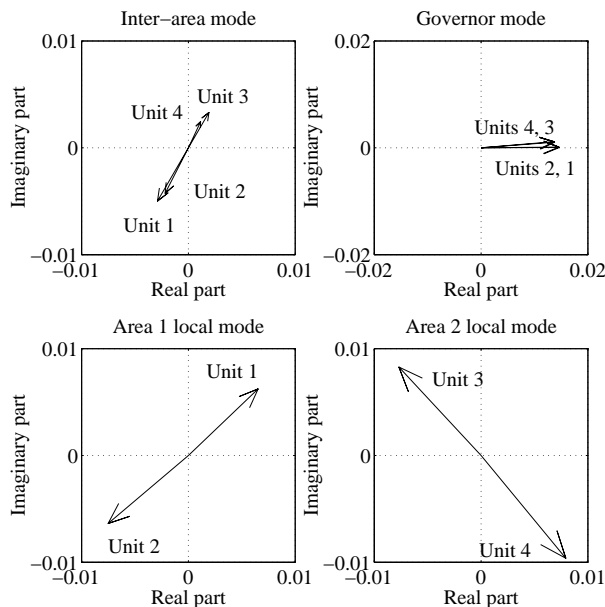 Inter−area mode
0.01
Unit 3
Unit 4
0
Unit 2
Unit 1
−0.01
−0.01
0
0.01
Real part
Imaginary part
Governor mode
0.02
Units 4, 3
0
Units 2, 1
−0.02
−0.02
0
0.02
Real part
Imaginary part
Area 1 local mode
0.01
Unit 1
0
Unit 2
−0.01
−0.01
0
0.01
Real part
Imaginary part
Area 2 local mode
0.01
Unit 3
0
Unit 4
−0.01
−0.01
0
0.01
Real part
Imaginary part